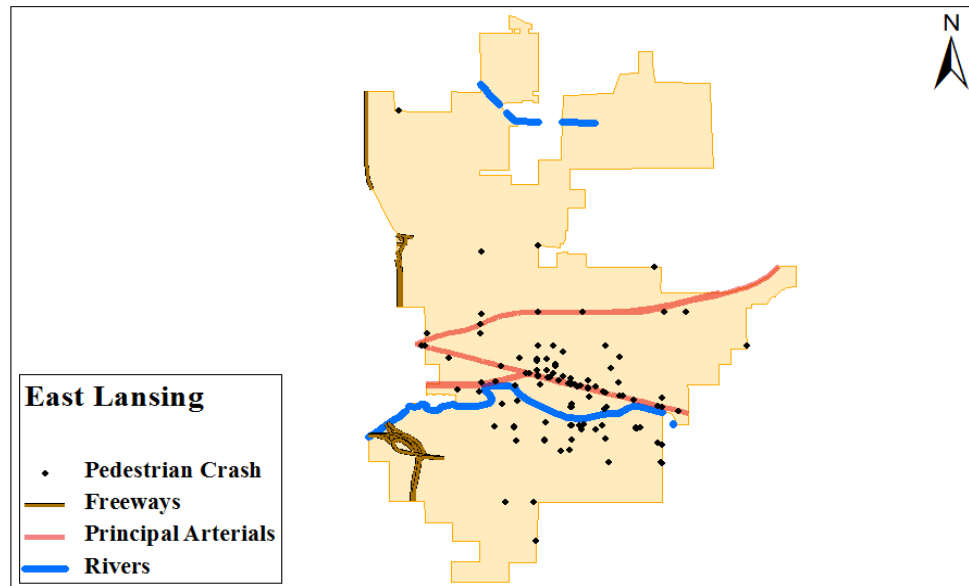 N
East Lansing
Pedestrian Crash
Freeways
Principal Arterials
Rivers